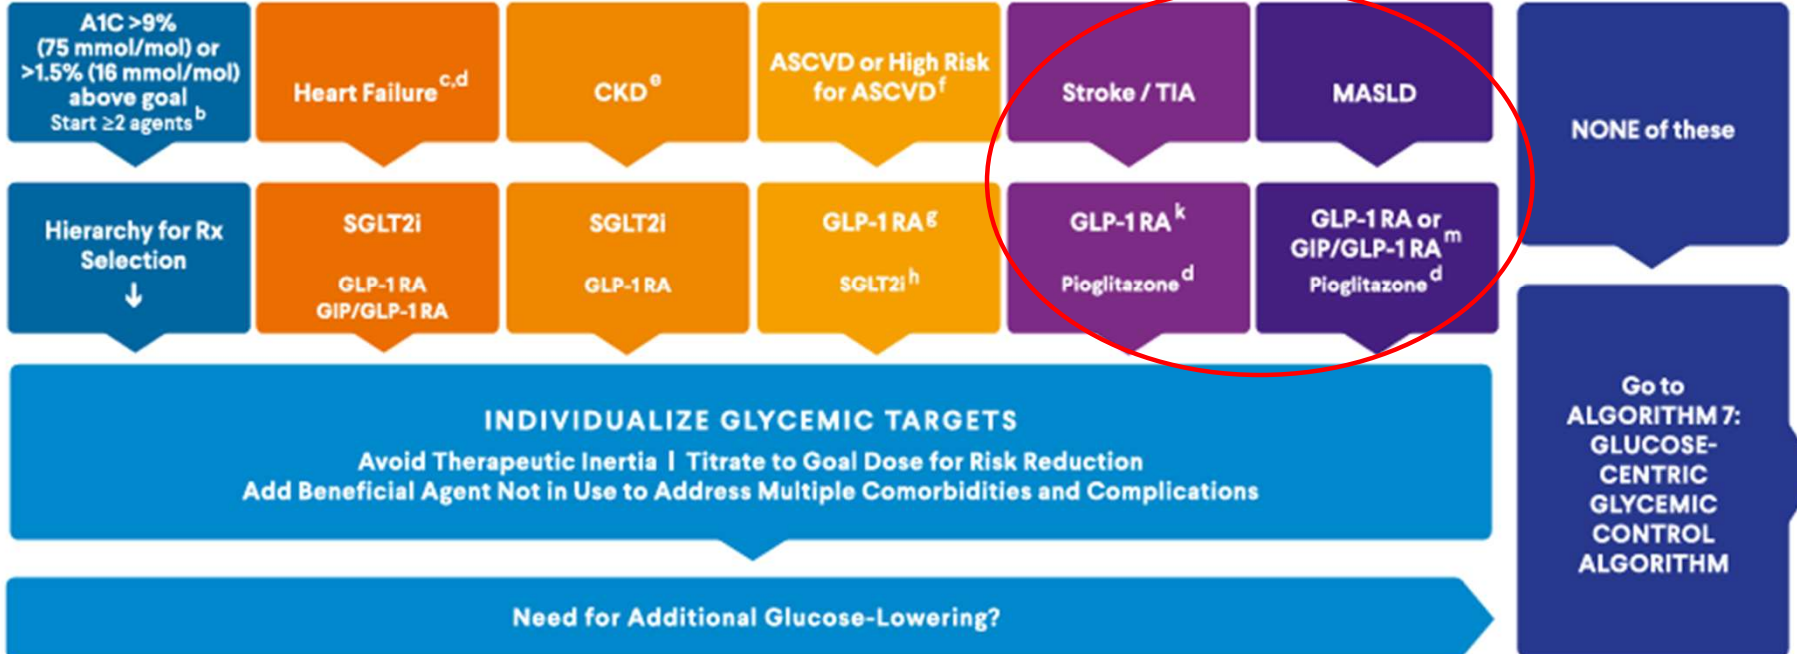 A1C >9%
(75 mmol/mol) or
>1.5% (16 mmol/mol)
above goal
Start ≥2 agents b
Heart Failure c,d
CKD e
ASCVD or High Risk
for ASCVD f
Stroke / TIA
MASLD
NONE of these
Hierarchy for Rx
Selection
↓
SGLT2i
GLP-1 RA
GIP/GLP-1 RA
SGLT2i
GLP-1 RA
GLP-1 RA g
SGLT2i h
GLP-1 RA k
Pioglitazone d
GLP-1 RA or
GIP/GLP-1 RA m
Pioglitazone d
INDIVIDUALIZE GLYCEMIC TARGETS
Avoid Therapeutic Inertia | Titrate to Goal Dose for Risk Reduction
Add Beneficial Agent Not in Use to Address Multiple Comorbidities and Complications
Need for Additional Glucose-Lowering?
Go to
ALGORITHM 7:
GLUCOSE-
CENTRIC
GLYCEMIC
CONTROL
ALGORITHM